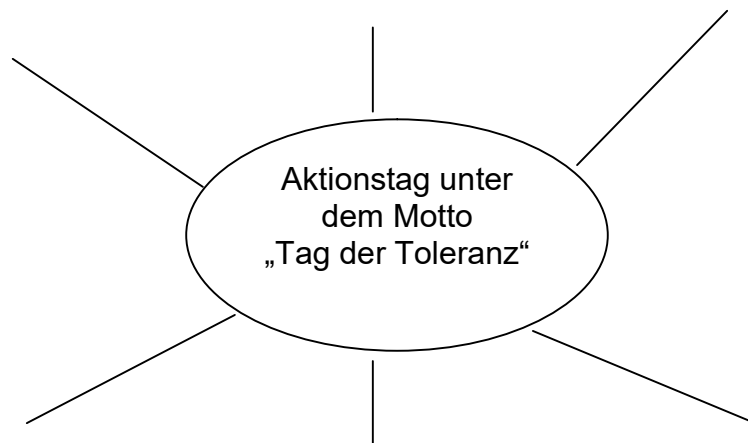 Aktionstag unter
dem Motto
„Tag der Toleranz“